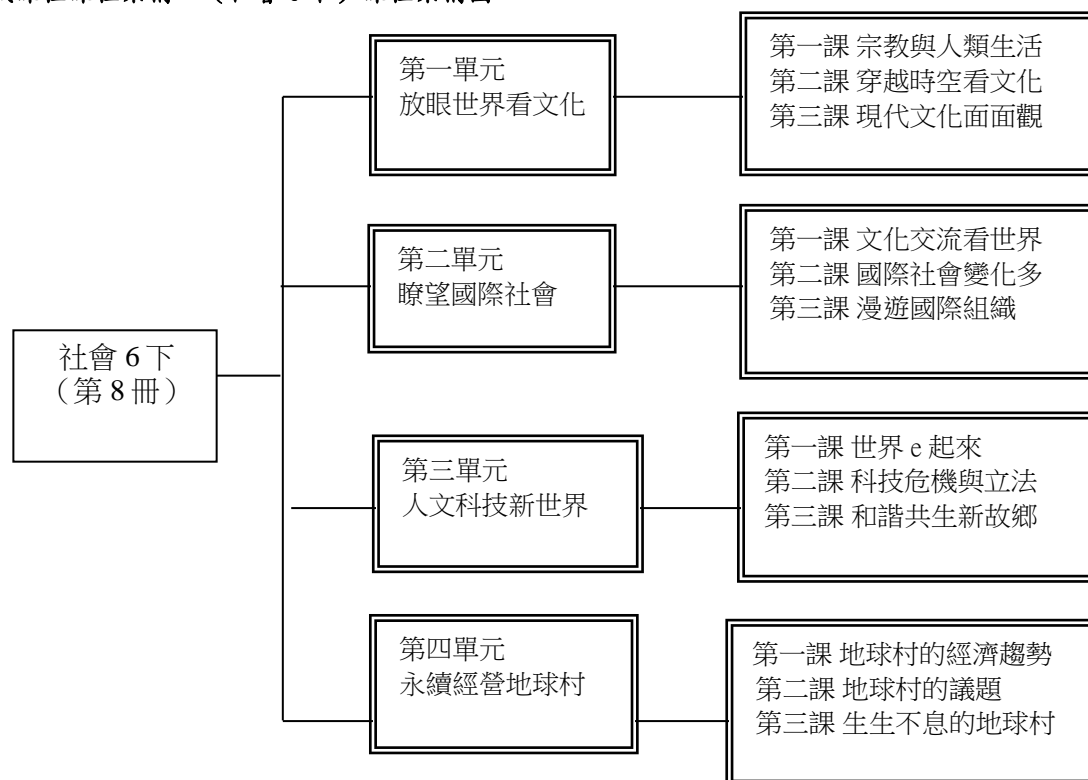 社會 6 下
（第 8 冊）
第一單元
放眼世界看文化
第一課 宗教與人類生活
第二課 穿越時空看文化
第三課 現代文化面面觀
第二單元
瞭望國際社會
第一課 文化交流看世界
第二課 國際社會變化多
第三課 漫遊國際組織
第三單元
人文科技新世界
第一課 世界 e 起來
第二課 科技危機與立法
第三課 和諧共生新故鄉
第四單元
永續經營地球村
第一課 地球村的經濟趨勢
第二課 地球村的議題
第三課 生生不息的地球村